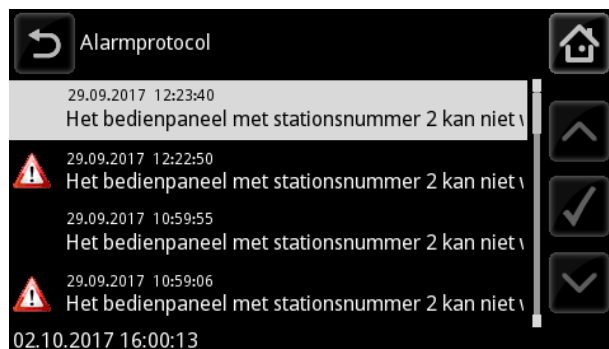 Alarmprotocol
29.09.2017 12:23:40
Het bedienpaneel met stationsnummer 2 kan niet
29.09.2017 12:22:50
Het bedienpaneel met stationsnummer 2 kan niet
29.09.2017 10:59:55
Het bedienpaneel met stationsnummer 2 kan niet
29.09.2017 10:59:06
Het bedienpaneel met stationsnummer 2 kan niet
02.10.2017 16:00:13